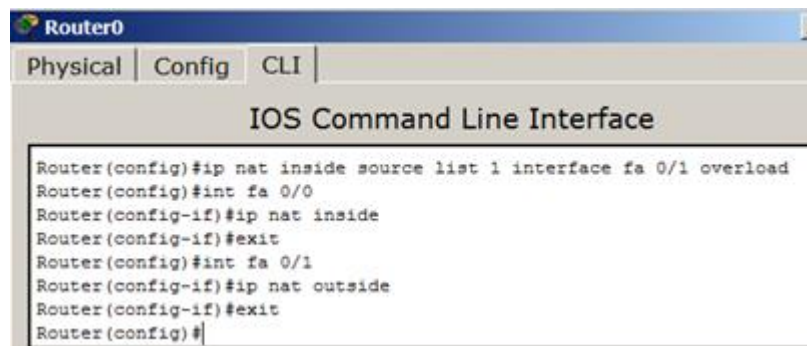 Router0
Physical Config CLI
IOS Command Line Interface
Router(config)#ip nat inside source list 1 interface fa 0/1 overload
Router(config)#int fa 0/0
Router(config-if)#ip nat inside
Router(config-if)#exit
Router(config)#int fa 0/1
Router(config-if)#ip nat outside
Router(config-if)#exit
Router(config)#